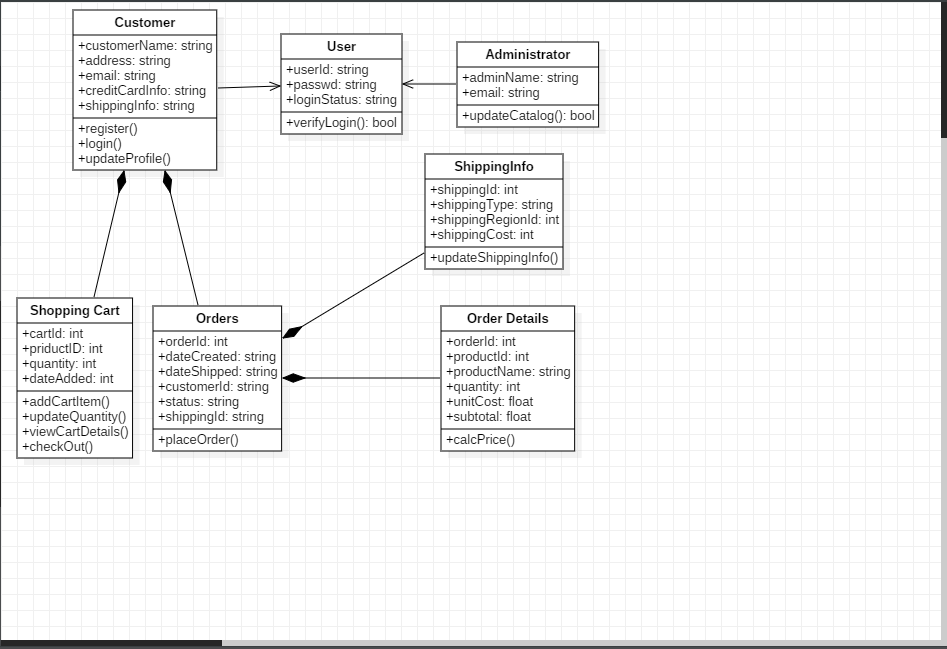 Customer
+customerName: string
+address: string
+email: string
+creditCardInfo: string
+shippingInfo: string
+register()
+login()
+updateProfile()
User
+userId: string
+passwd: string
+loginStatus: string
+verifyLogin(): bool
Administrator
+adminName: string
+email: string
+updateCatalog(): bool
ShippingInfo
+shippingId: int
+shippingType: string
+shippingRegionId: int
+shippingCost: int
+updateShippingInfo()
Shopping Cart
+cartId: int
+priductID: int
+quantity: int
+dateAdded: int
+addCartItem()
+updateQuantity()
+viewCartDetails()
+checkOut()
Orders
+orderId: int
+dateCreated: string
+dateShipped: string
+customerId: string
+status: string
+shippingId: string
+placeOrder()
Order Details
+orderId: int
+productId: int
+productName: string
+quantity: int
+unitCost: float
+subtotal: float
+calcPrice()